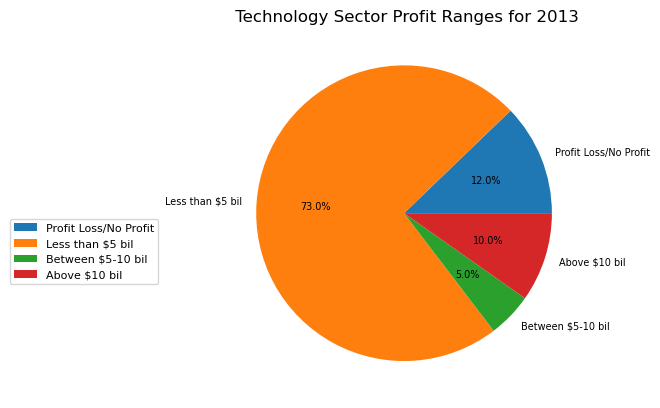 Technology Sector Profit Ranges for 2013
Profit Loss/No Profit
12.0%
Less than $5 bil
73.0%
Profit Loss/No Profit
Less than $5 bil
Between $5-10 bil
Above $10 bil
10.0%
Above $10 bil
5.0%
Between $5-10 bil